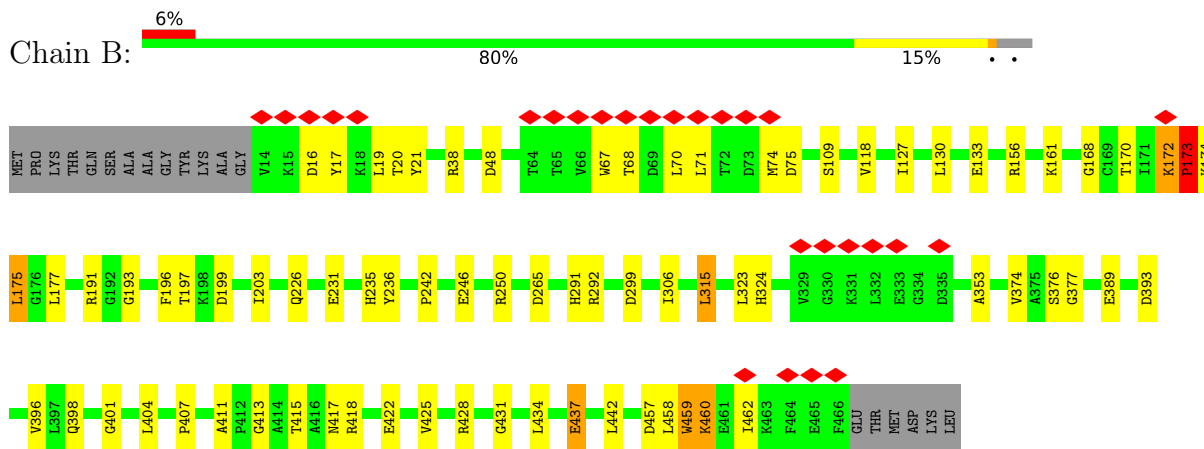 6%
Chain B:
80% 15% • •
MET PRO LYS THR GLN SER ALA ALA GLY TYR LYS ALA GLY V14 K15 D16 Y17 K18 L19 T20 Y21 R38 D48 T64 T65 V66 W67 T68 D69 L70 L71 T72 D73 M74 D75 S109 V118 I127 L130 E133 R156 K161 G168 C169 T170 I171 K172 P173 K174
L175 G176 L177 R191 G192 G193 F196 T197 K198 D199 I203 Q226 E231 H235 Y236 P242 E246 R250 D265 H291 R292 D299 I306 L315 L323 H324 V329 G330 K331 L332 E333 G334 D335 A353 V374 A375 S376 G377 E389 D393
V396 L397 Q398 G401 L404 P407 A411 P412 G413 A414 T415 A416 N417 R418 E422 V425 R428 G431 L434 E437 L442 D457 L458 W459 K460 E461 I462 K463 F464 E465 F466 GLU THR MET ASP LYS LEU